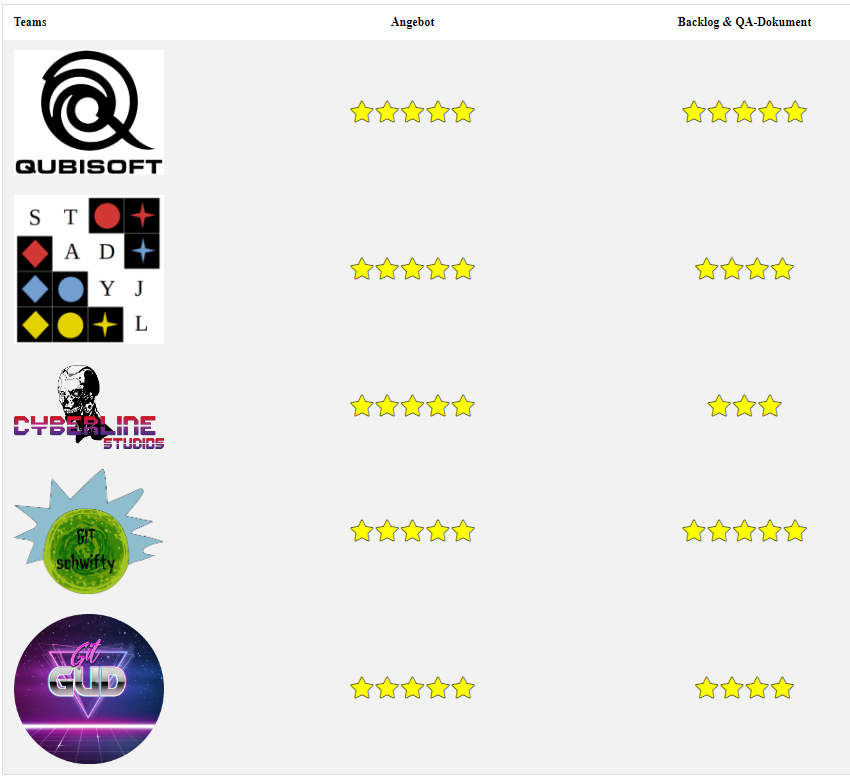 Teams Angebot Backlog & QA-Dokument
QUBISOFT
S T
A D
Y J
L
CYBERLINE
STUDIOS
GIT
schwifty
Git
GUD